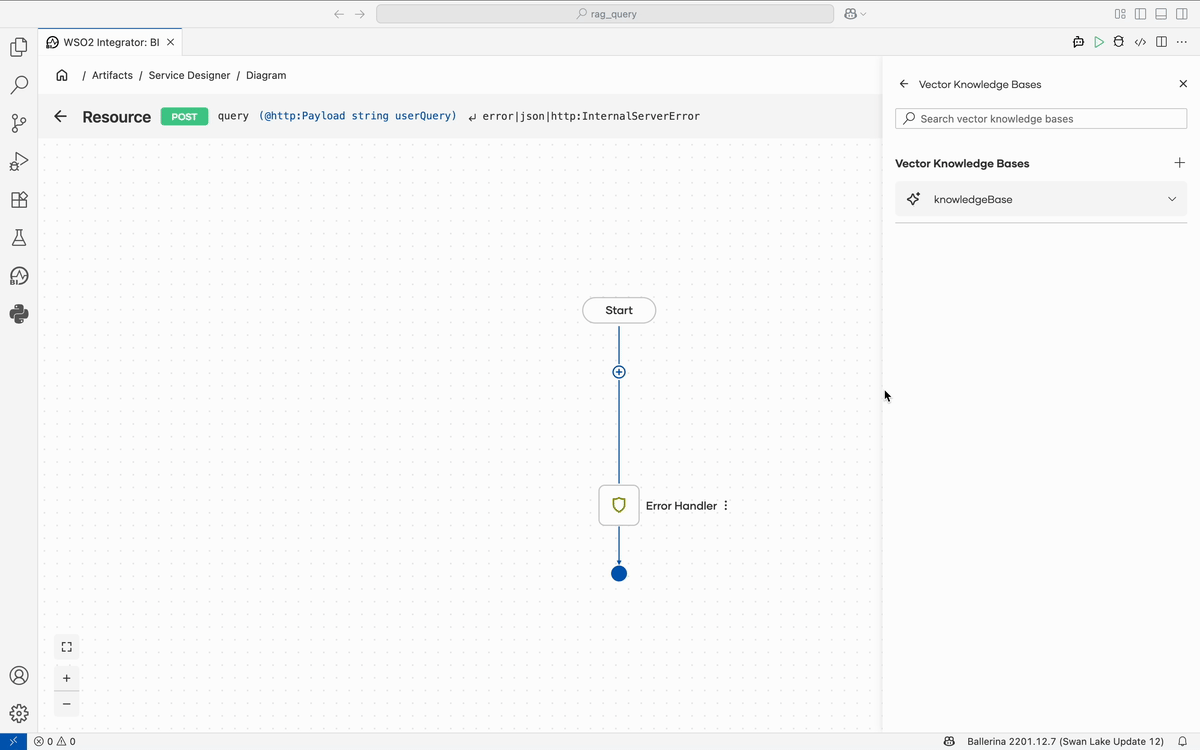 rag_query
WSO2 Integrator: BI
/ Artifacts / Service Designer / Diagram
Resource POST query (@http:Payload string userQuery) ↵ error|json|http:InternalServerError
Vector Knowledge Bases
Search vector knowledge bases
Vector Knowledge Bases
knowledgeBase
Start
Error Handler
BI
0 0
Ballerina 2201.12.7 (Swan Lake Update 12)